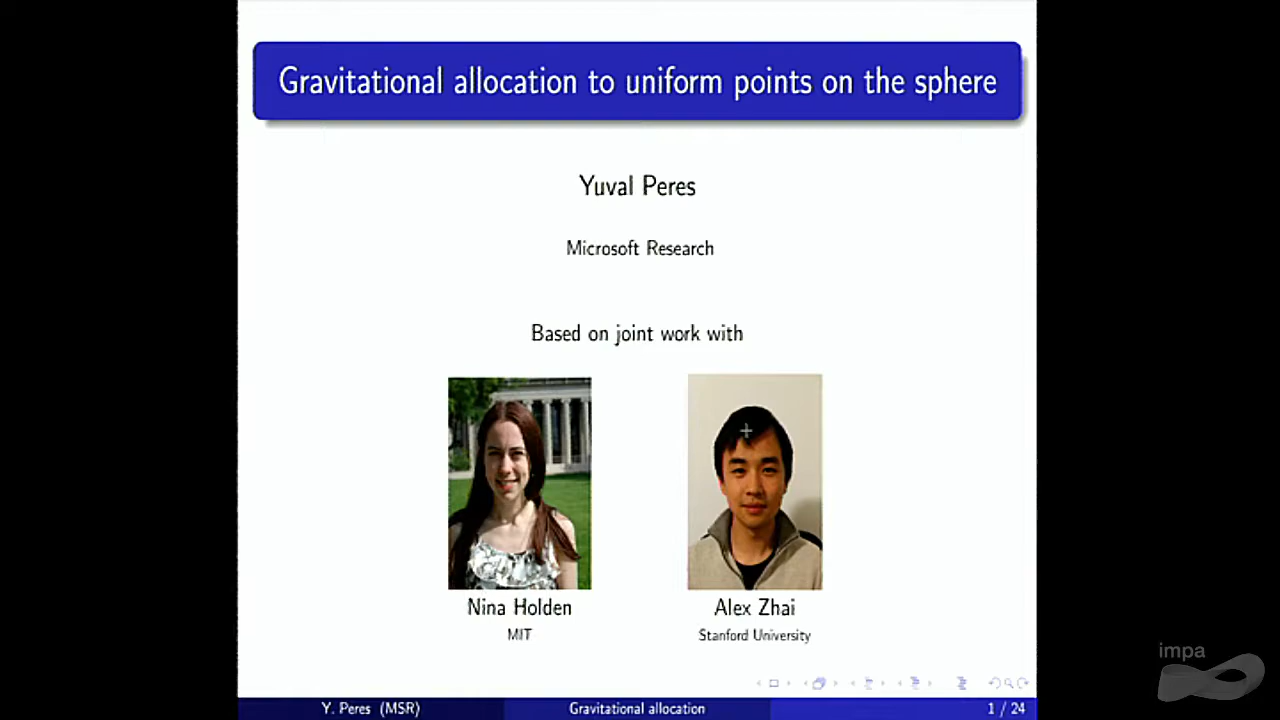 Gravitational allocation to uniform points on the sphere
Yuval Peres
Microsoft Research
Based on joint work with
Nina Holden
MIT
Alex Zhai
Stanford University
impa
Y. Peres (MSR)
Gravitational allocation
1 / 24